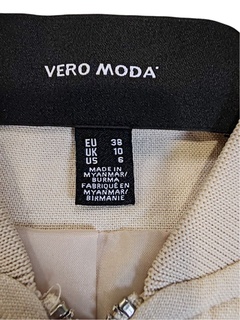 VERO MODA
EU 38
UK 10
US 6
MADE IN
MYANMAR/
BURMA
FABRIQUÉ EN
MYANMAR/
BIRMANIE